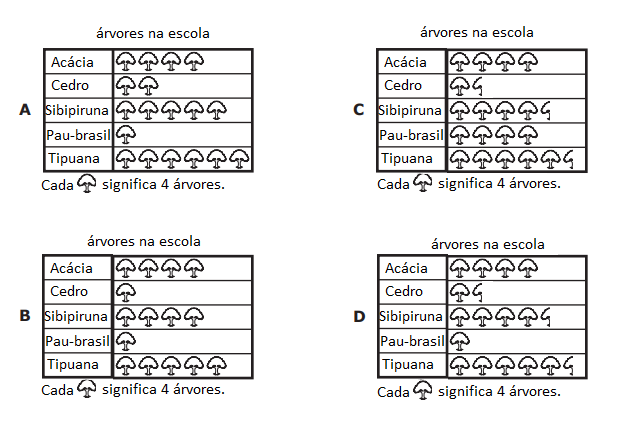 árvores na escola
A
Acácia
Cedro
Sibipiruna
Pau-brasil
Tipuana
Cada significa 4 árvores.
árvores na escola
C
Acácia
Cedro
Sibipiruna
Pau-brasil
Tipuana
Cada significa 4 árvores.
árvores na escola
B
Acácia
Cedro
Sibipiruna
Pau-brasil
Tipuana
Cada significa 4 árvores.
árvores na escola
D
Acácia
Cedro
Sibipiruna
Pau-brasil
Tipuana
Cada significa 4 árvores.